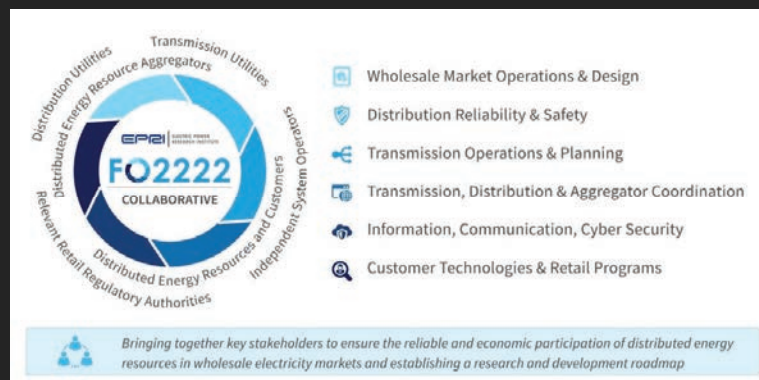 Transmission Utilities
Distribution Utilities
Distributed Energy Resource Aggregators
EPRI | ELECTRIC POWER RESEARCH INSTITUTE
FO2222
COLLABORATIVE
Distributed Energy Resources and Customers
Independent System Operators
Relevant Retail Regulatory Authorities
Wholesale Market Operations & Design
Distribution Reliability & Safety
Transmission Operations & Planning
Transmission, Distribution & Aggregator Coordination
Information, Communication, Cyber Security
Customer Technologies & Retail Programs
Bringing together key stakeholders to ensure the reliable and economic participation of distributed energy
resources in wholesale electricity markets and establishing a research and development roadmap